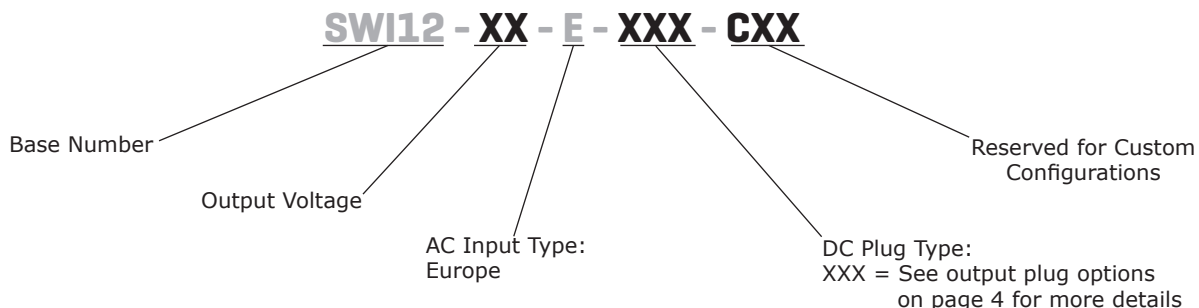 SWI12 - XX - E - XXX - CXX
Base Number
Output Voltage
AC Input Type:
Europe
DC Plug Type:
XXX = See output plug options
on page 4 for more details
Reserved for Custom
Configurations